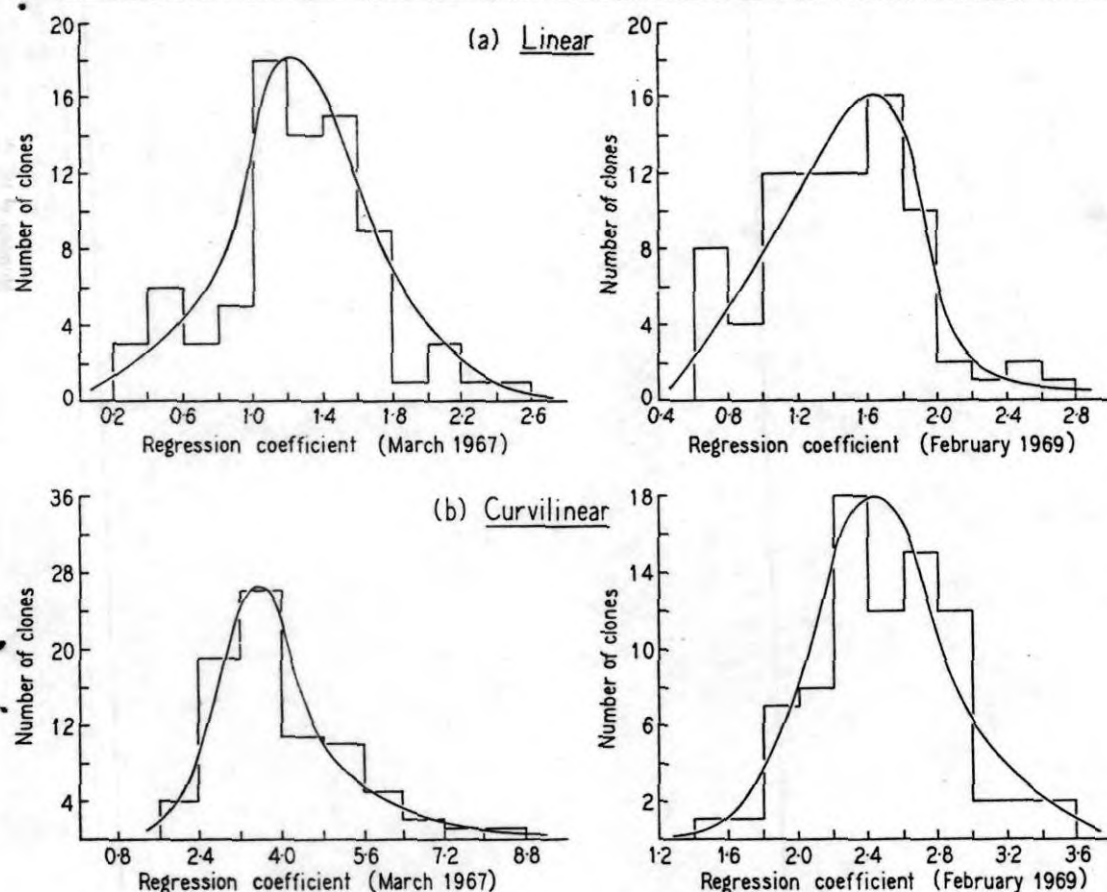 (a) Linear
20
16
12
8
4
0
Number of clones
0·2 0·6 1·0 1·4 1·8 2·2 2·6
Regression coefficient (March 1967)
20
16
12
8
4
0
Number of clones
0·4 0·8 1·2 1·6 2·0 2·4 2·8
Regression coefficient (February 1969)
(b) Curvilinear
36
28
20
12
4
Number of clones
0·8 2·4 4·0 5·6 7·2 8·8
Regression coefficient (March 1967)
18
14
10
6
2
Number of clones
1·2 1·6 2·0 2·4 2·8 3·2 3·6
Regression coefficient (February 1969)